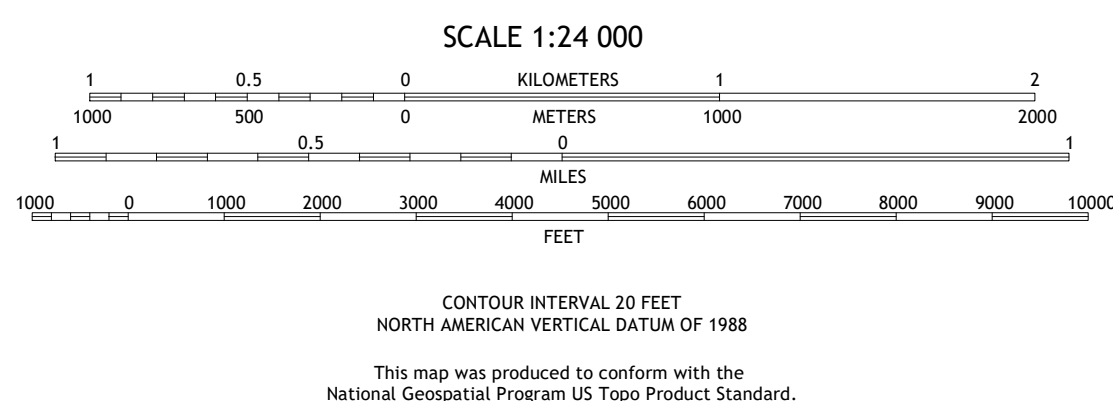 SCALE 1:24 000
1 0.5 0 KILOMETERS 1 2
1000 500 0 METERS 1000 2000
1 0.5 0 1
MILES
1000 0 1000 2000 3000 4000 5000 6000 7000 8000 9000 10000
FEET
CONTOUR INTERVAL 20 FEET
NORTH AMERICAN VERTICAL DATUM OF 1988
This map was produced to conform with the
National Geospatial Program US Topo Product Standard.